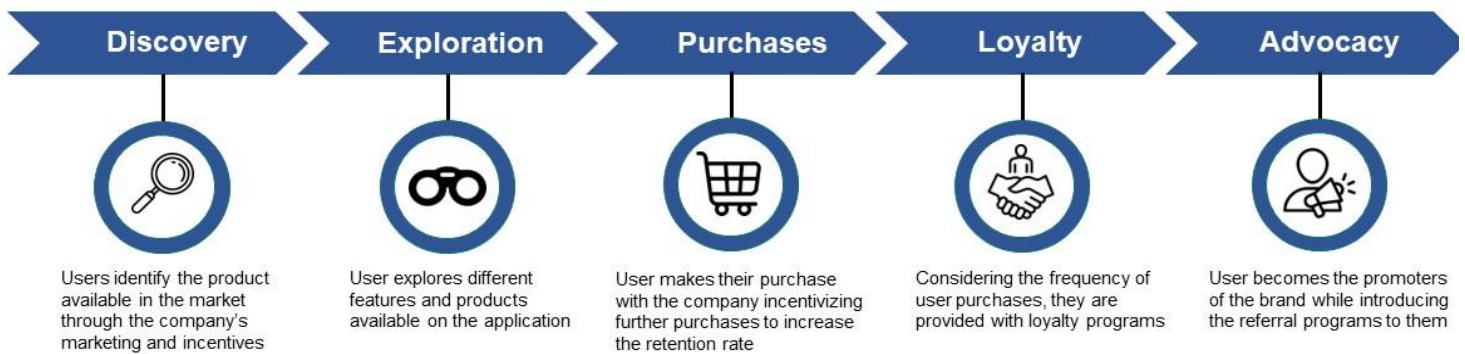 Discovery
Exploration
Purchases
Loyalty
Advocacy
Users identify the product
available in the market
through the company's
marketing and incentives
User explores different
features and products
available on the application
User makes their purchase
with the company incentivizing
further purchases to increase
the retention rate
Considering the frequency of
user purchases, they are
provided with loyalty programs
User becomes the promoters
of the brand while introducing
the referral programs to them